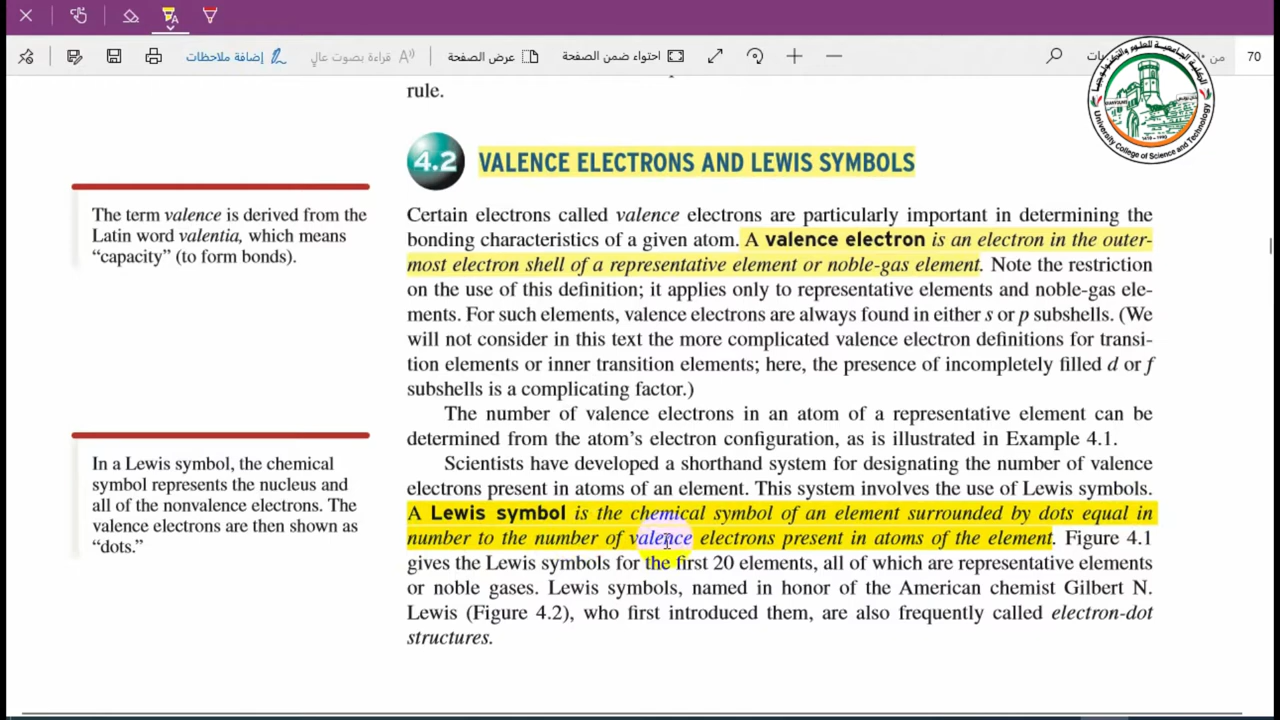 إضافة ملاحظات
قراءة بصوت عالٍ
عرض الصفحة
احتواء ضمن الصفحة
من
70
University College of Science and Technology
rule.
4.2 VALENCE ELECTRONS AND LEWIS SYMBOLS
The term valence is derived from the
Latin word valentia, which means
“capacity” (to form bonds).
Certain electrons called valence electrons are particularly important in determining the
bonding characteristics of a given atom. A valence electron is an electron in the outer-
most electron shell of a representative element or noble-gas element. Note the restriction
on the use of this definition; it applies only to representative elements and noble-gas ele-
ments. For such elements, valence electrons are always found in either s or p subshells. (We
will not consider in this text the more complicated valence electron definitions for transi-
tion elements or inner transition elements; here, the presence of incompletely filled d or f
subshells is a complicating factor.)
The number of valence electrons in an atom of a representative element can be
determined from the atom’s electron configuration, as is illustrated in Example 4.1.
In a Lewis symbol, the chemical
symbol represents the nucleus and
all of the nonvalence electrons. The
valence electrons are then shown as
“dots.”
Scientists have developed a shorthand system for designating the number of valence
electrons present in atoms of an element. This system involves the use of Lewis symbols.
A Lewis symbol is the chemical symbol of an element surrounded by dots equal in
number to the number of valence electrons present in atoms of the element. Figure 4.1
gives the Lewis symbols for the first 20 elements, all of which are representative elements
or noble gases. Lewis symbols, named in honor of the American chemist Gilbert N.
Lewis (Figure 4.2), who first introduced them, are also frequently called electron-dot
structures.